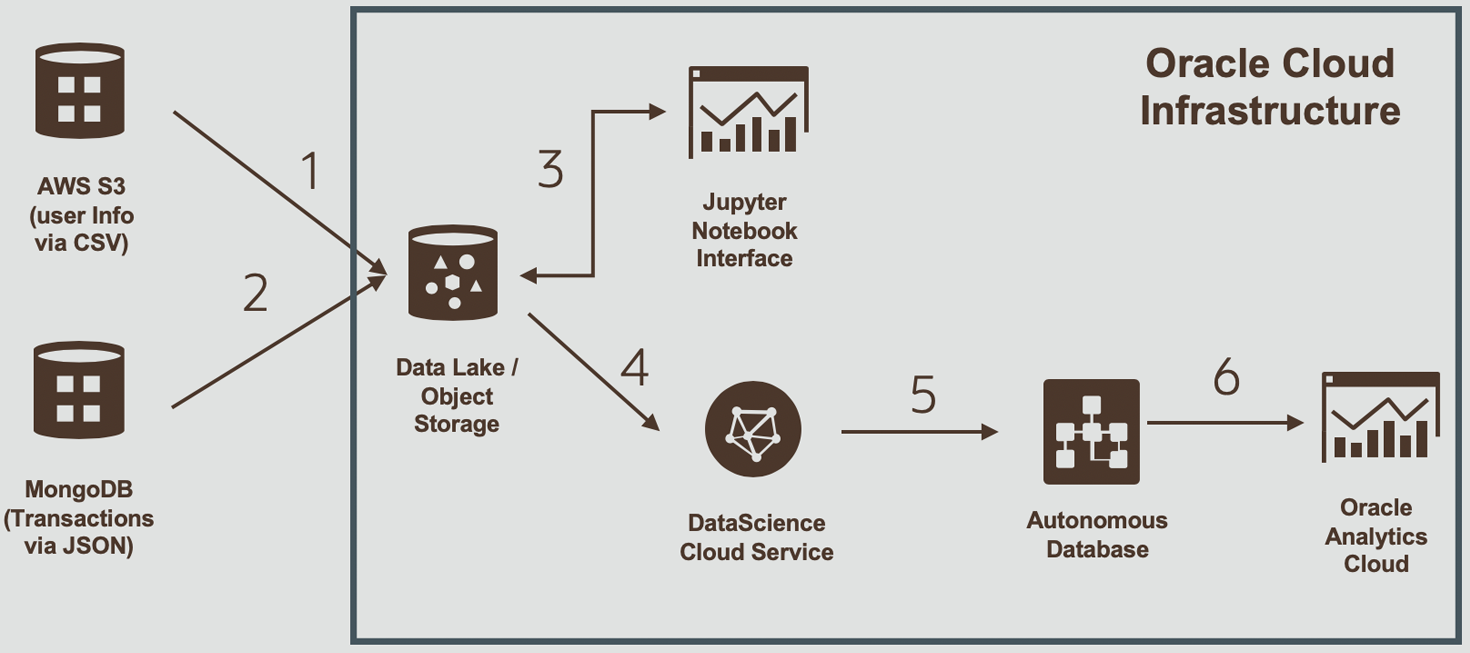 Oracle Cloud
Infrastructure
AWS S3
(user Info
via CSV)
1
2
MongoDB
(Transactions
via JSON)
Data Lake /
Object
Storage
3
Jupyter
Notebook
Interface
4
DataScience
Cloud Service
5
Autonomous
Database
6
Oracle
Analytics
Cloud